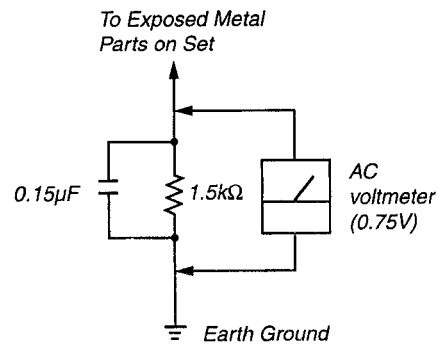 To Exposed Metal
Parts on Set
0.15µF
1.5kΩ
AC
voltmeter
(0.75V)
Earth Ground